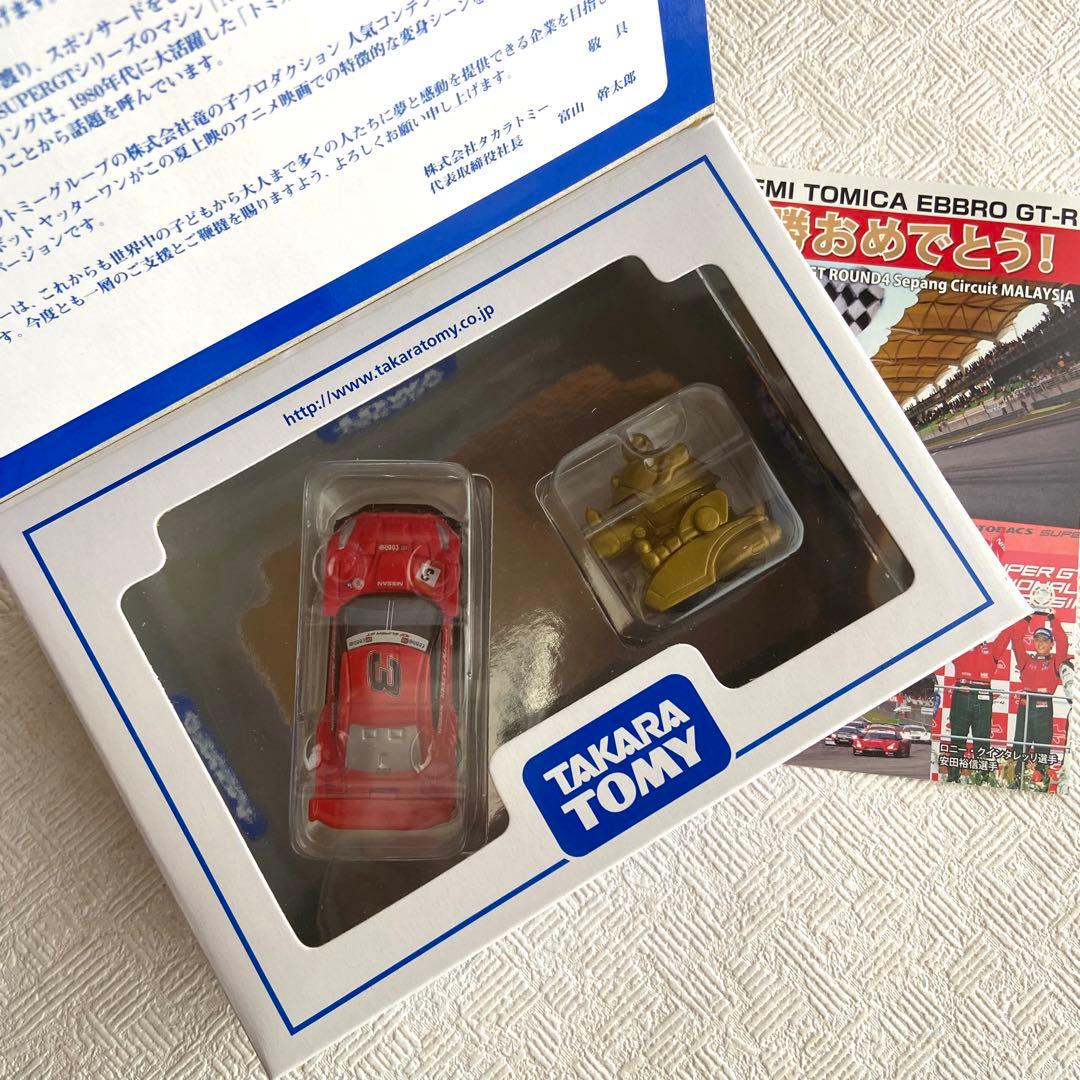 り、スポンサードをし
SUPERGTシリーズのマシン「
リングは、1980年代に大活躍した「トミカ
のことから話題を呼んでいます。
トミーグループの株式会社竜の子プロダクション 人気コンテン
ボット ヤッターワンがこの夏上映のアニメ映画での特徴的な変身シーンを
バージョンです。
ーは、これからも世界中の子どもから大人まで多くの人たちに夢と感動を提供できる企業を目指し
す。今度とも一層のご支援とご鞭撻を賜りますよう、よろしくお願い申し上げます。
敬 具
株式会社タカラトミー
代表取締役社長 富山 幹太郎
http://www.takaratomy.co.jp
NISSAN
3
SUPER GT
3
TAKARA
TOMY
EMI TOMICA EBBRO GT-R
勝おめでとう!
GT ROUND4 Sepang Circuit MALAYSIA
TOBACS SUPE
UPER GT
ロニー・クインタレッリ選手
安田裕信選手